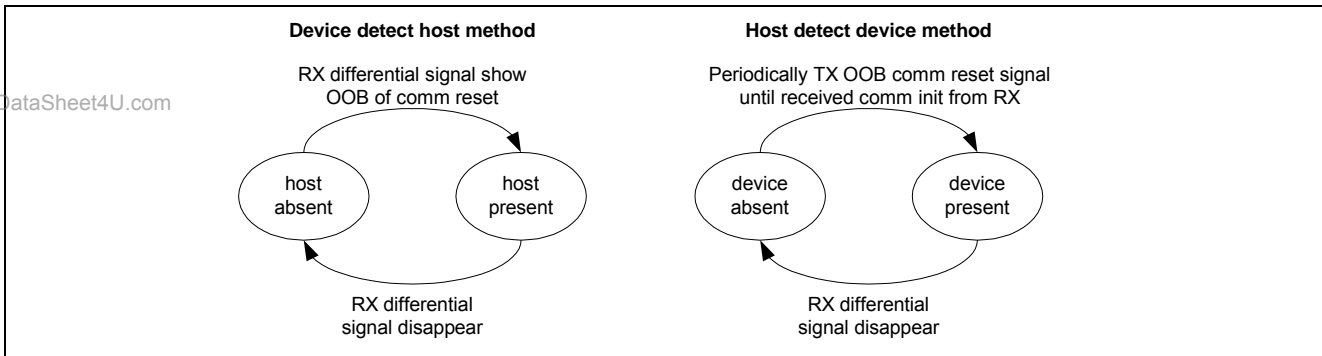 Device detect host method
RX differential signal show
OOB of comm reset
host
absent
host
present
RX differential
signal disappear
Host detect device method
Periodically TX OOB comm reset signal
until received comm init from RX
device
absent
device
present
RX differential
signal disappear
DataSheet4U.com